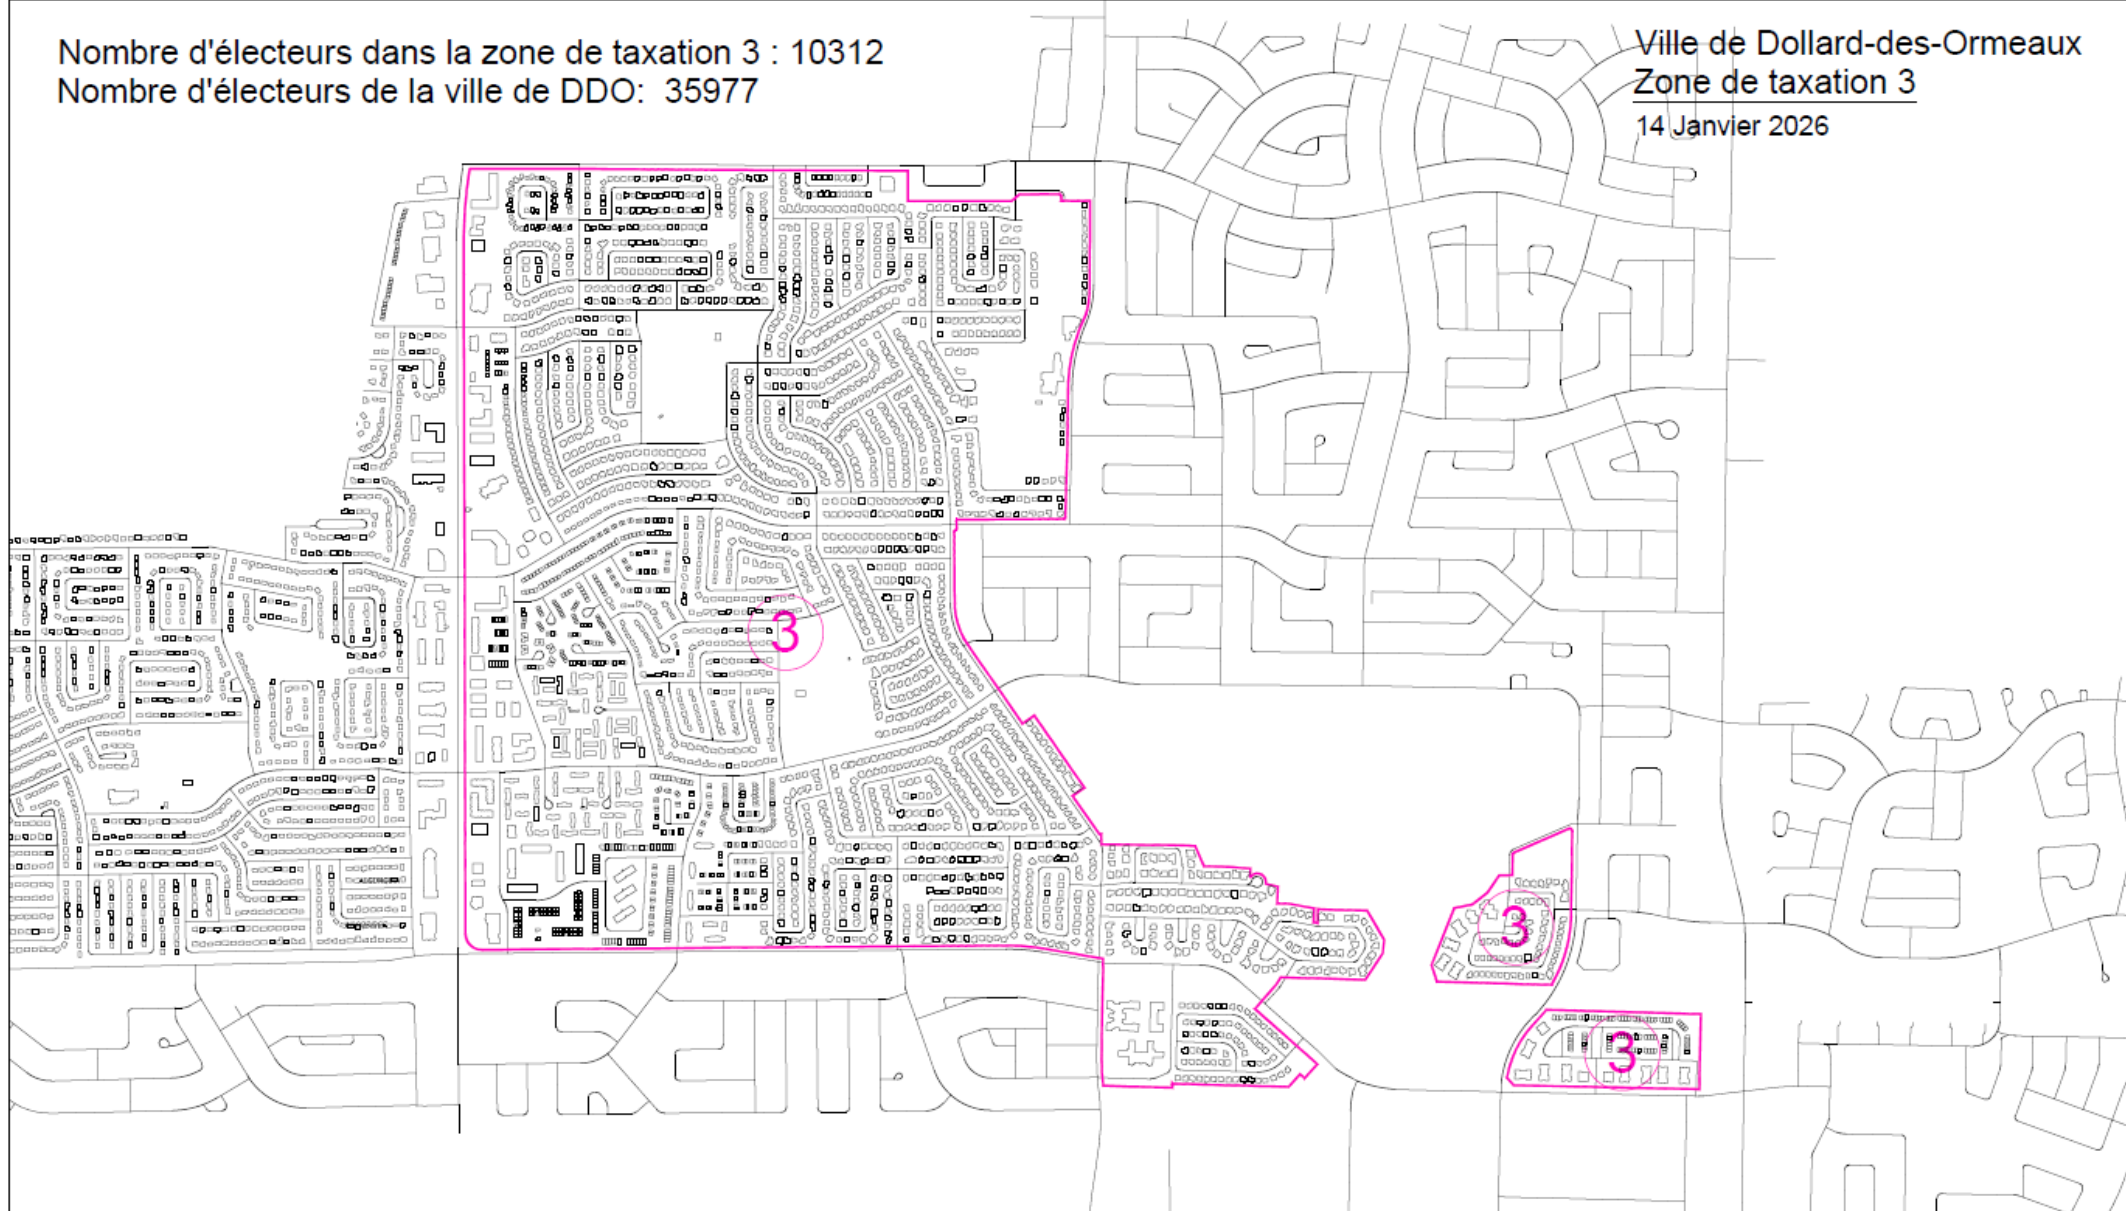 Nombre d'électeurs dans la zone de taxation 3 : 10312
Nombre d'électeurs de la ville de DDO: 35977
Ville de Dollard-des-Ormeaux
Zone de taxation 3
14 Janvier 2026
3
3
3